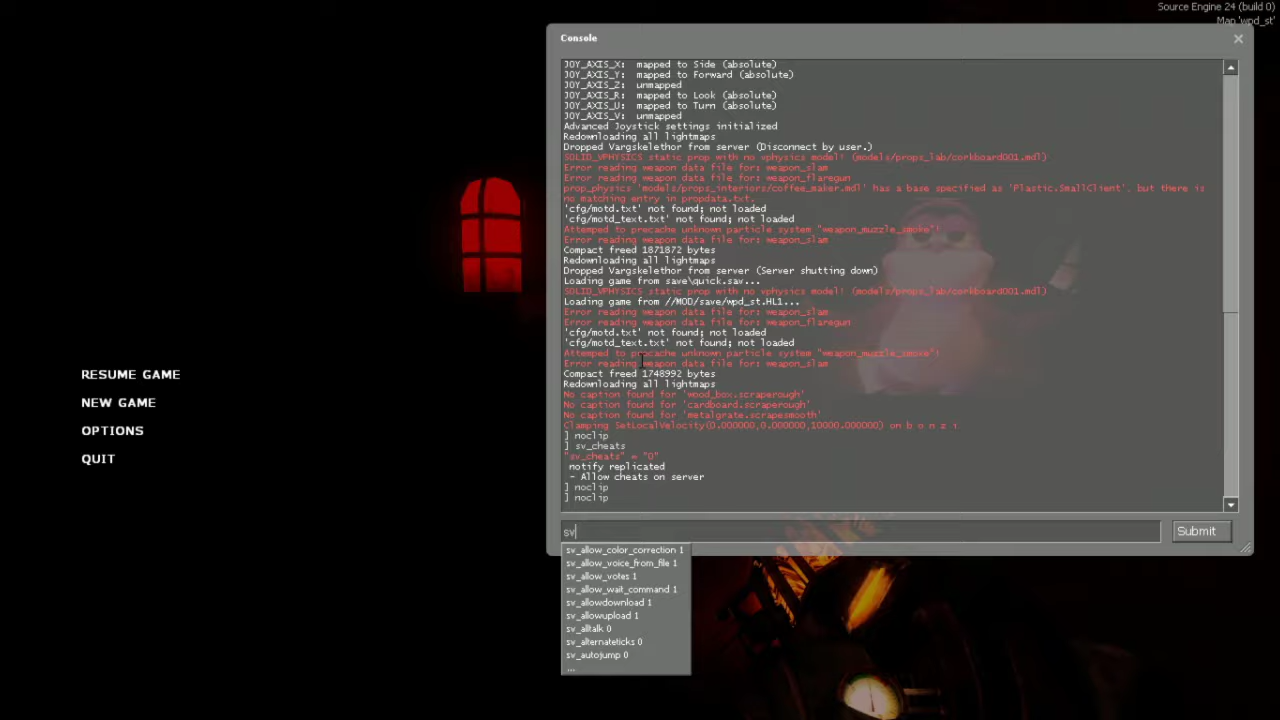 Source Engine 24 (build 0)
Map 'wpd_st'
Console
JOY_AXIS_X: mapped to Side (absolute)
JOY_AXIS_Y: mapped to Forward (absolute)
JOY_AXIS_Z: unmapped
JOY_AXIS_R: mapped to Look (absolute)
JOY_AXIS_U: mapped to Turn (absolute)
JOY_AXIS_V: unmapped
Advanced Joystick settings initialized
Redownloading all lightmaps
Dropped Vargskelethor from server (Disconnect by user.)
SOLID_VPHYSICS static prop with no vphysics model! (models/props_lab/corkboard001.mdl)
Error reading weapon data file for: weapon_slam
Error reading weapon data file for: weapon_flaregun
prop_physics 'models/props_interiors/coffee_maker.mdl' has a base specified as 'Plastic.SmallClient', but there is
no matching entry in propdata.txt.
'cfg/motd.txt' not found; not loaded
'cfg/motd_text.txt' not found; not loaded
Attemped to precache unknown particle system "weapon_muzzle_smoke"!
Error reading weapon data file for: weapon_slam
Compact freed 1871872 bytes
Redownloading all lightmaps
Dropped Vargskelethor from server (Server shutting down)
Loading game from save\quick.sav...
SOLID_VPHYSICS static prop with no vphysics model! (models/props_lab/corkboard001.mdl)
Loading game from //MOD/save/wpd_st.HL1...
Error reading weapon data file for: weapon_slam
Error reading weapon data file for: weapon_flaregun
'cfg/motd.txt' not found; not loaded
'cfg/motd_text.txt' not found; not loaded
Attemped to precache unknown particle system "weapon_muzzle_smoke"!
Error reading weapon data file for: weapon_slam
Compact freed 1748992 bytes
Redownloading all lightmaps
No caption found for 'wood_box.scraperough'
No caption found for 'cardboard.scraperough'
No caption found for 'metalgrate.scrapesmooth'
Clamping SetLocalVelocity(0.000000,0.000000,10000.000000) on b o n z i
] noclip
] sv_cheats
"sv_cheats" = "0"
notify replicated
- Allow cheats on server
] noclip
] noclip
sv
Submit
sv_allow_color_correction 1
sv_allow_voice_from_file 1
sv_allow_votes 1
sv_allow_wait_command 1
sv_allowdownload 1
sv_allowupload 1
sv_alltalk 0
sv_alternateticks 0
sv_autojump 0
...
RESUME GAME
NEW GAME
OPTIONS
QUIT